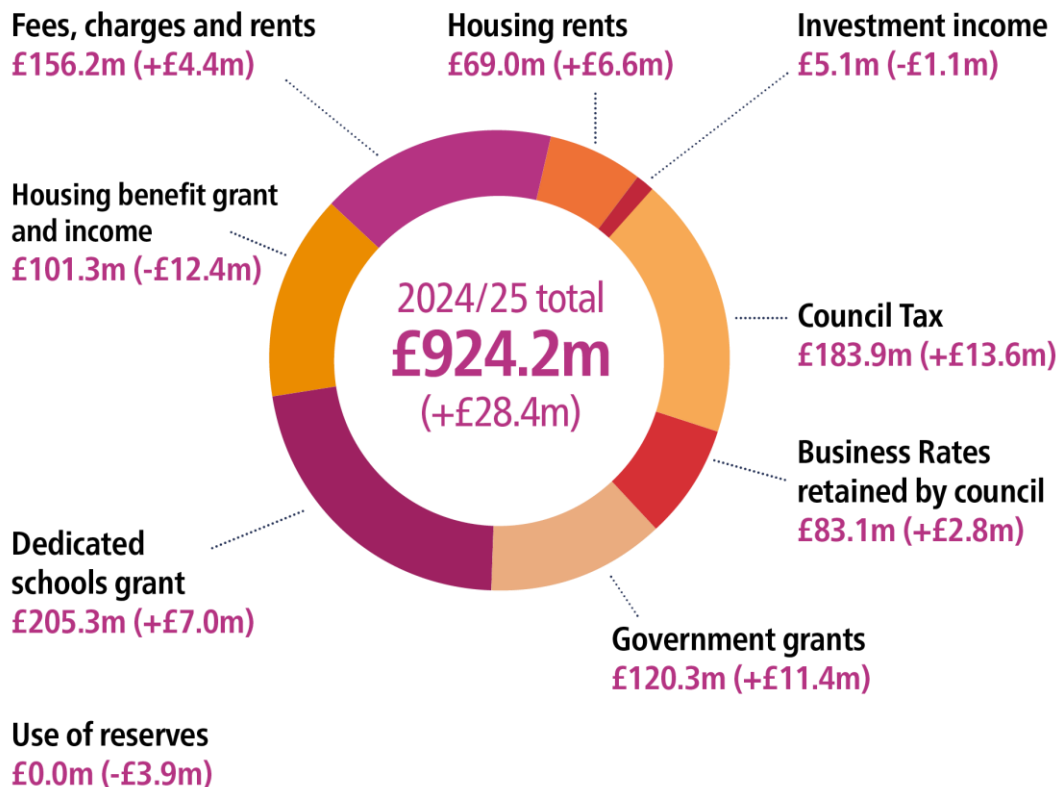 Fees, charges and rents
£156.2m (+£4.4m)
Housing rents
£69.0m (+£6.6m)
Investment income
£5.1m (-£1.1m)
Housing benefit grant
and income
£101.3m (-£12.4m)
2024/25 total
£924.2m
(+£28.4m)
Council Tax
£183.9m (+£13.6m)
Business Rates
retained by council
£83.1m (+£2.8m)
Dedicated
schools grant
£205.3m (+£7.0m)
Government grants
£120.3m (+£11.4m)
Use of reserves
£0.0m (-£3.9m)